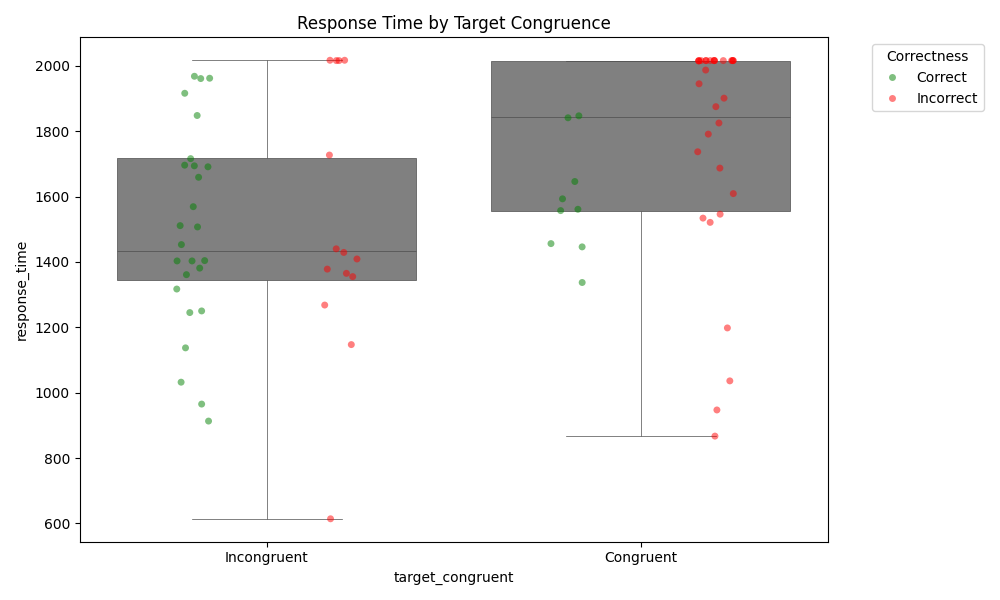 Response Time by Target Congruence
Correctness
Correct
Incorrect
response_time
2000
1800
1600
1400
1200
1000
800
600
Incongruent
Congruent
target_congruent